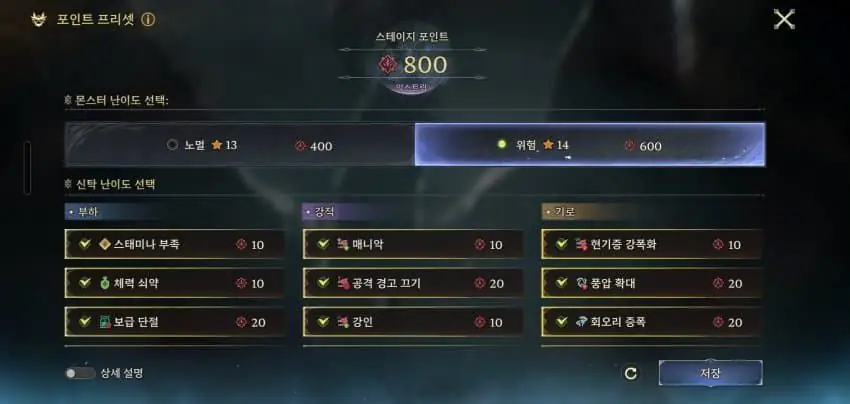 포인트 프리셋
스테이지 포인트
800
몬스터 난이도 선택:
노멀 13 400
위험 14 600
신탁 난이도 선택
부하 강적 기로
스태미나 부족 10 매니악 10 현기증 강폭화 10
체력 쇠약 10 공격 경고 끄기 20 풍압 확대 20
보급 단절 20 강인 10 회오리 증폭 20
상세 설명 저장